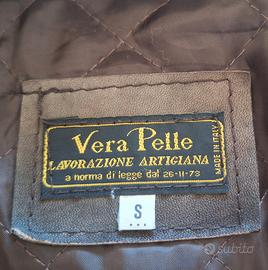 Vera Pelle
LAVORAZIONE ARTIGIANA
a norma di legge dal 26-11-73
MADE IN ITALY
S
subito